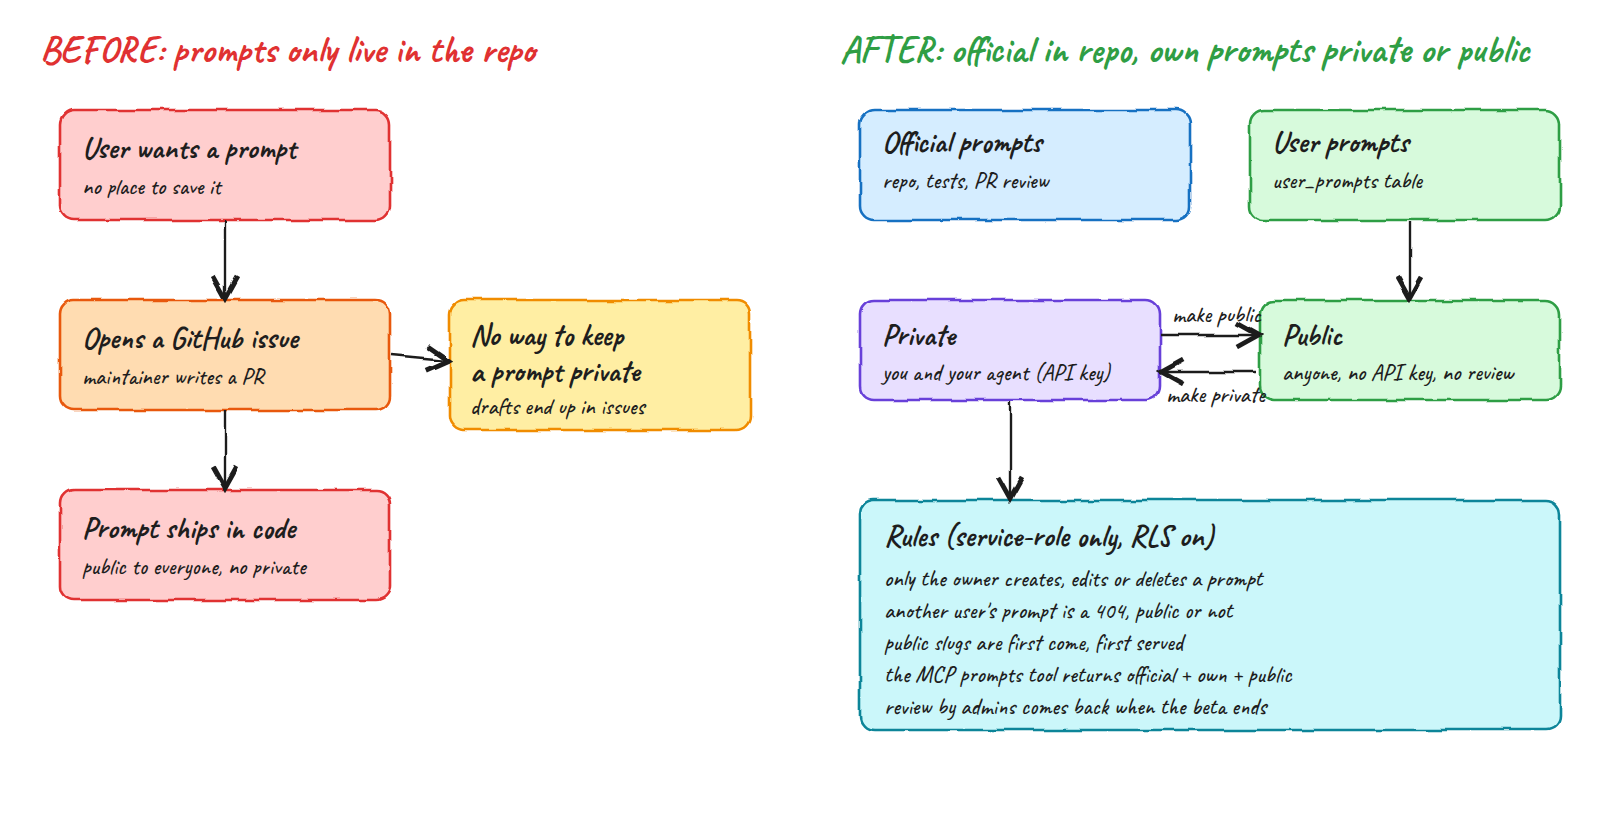 BEFORE: prompts only live in the repo
User wants a prompt
no place to save it
Opens a GitHub issue
maintainer writes a PR
No way to keep
a prompt private
drafts end up in issues
Prompt ships in code
public to everyone, no private
AFTER: official in repo, own prompts private or public
Official prompts
repo, tests, PR review
User prompts
user_prompts table
Private
you and your agent (API key)
make public
make private
Public
anyone, no API key, no review
Rules (service-role only, RLS on)
only the owner creates, edits or deletes a prompt
another user's prompt is a 404, public or not
public slugs are first come, first served
the MCP prompts tool returns official + own + public
review by admins comes back when the beta ends